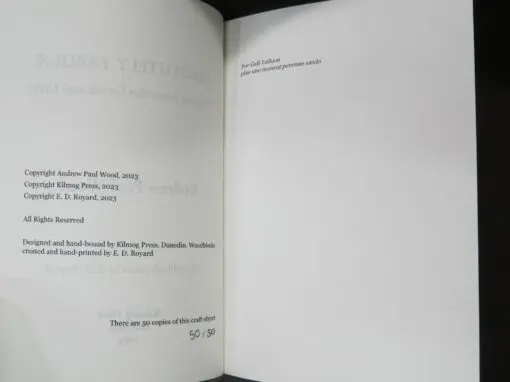 Copyright Andrew Paul Wood, 2023
Copyright Kilmog Press, 2023
Copyright E. D. Royard, 2023
All Rights Reserved
Designed and hand-bound by Kilmog Press, Dunedin. Woodblocks
created and hand-printed by E. D. Royard
There are 50 copies of this craft object
50/50
For Gall Tatham
plus uno maneat perenne saeclo